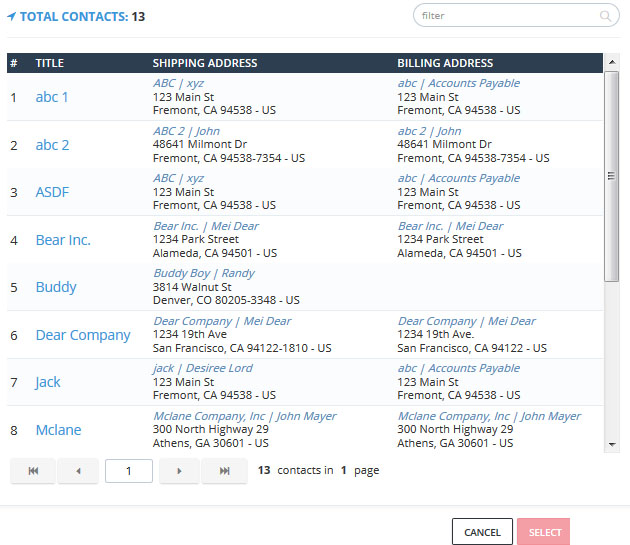 TOTAL CONTACTS: 13
filter
# TITLE SHIPPING ADDRESS BILLING ADDRESS
ABC | xyz abc | Accounts Payable
1 abc 1 123 Main St 123 Main St
Fremont, CA 94538 - US Fremont, CA 94538 - US
ABC 2 | John abc 2 | John
2 abc 2 48641 Milmont Dr 48641 Milmont Dr
Fremont, CA 94538-7354 - US Fremont, CA 94538-7354 - US
ABC | xyz abc | Accounts Payable
3 ASDF 123 Main St 123 Main St
Fremont, CA 94538 - US Fremont, CA 94538 - US
Bear Inc. | Mei Dear Bear Inc. | Mei Dear
4 Bear Inc. 1234 Park Street 1234 Park Street
Alameda, CA 94501 - US Alameda, CA 94501 - US
Buddy Boy | Randy
5 Buddy 3814 Walnut St
Denver, CO 80205-3348 - US
Dear Company | Mei Dear Dear Company | Mei Dear
6 Dear Company 1234 19th Ave 1234 19th Ave.
San Francisco, CA 94122-1810 - US San Francisco, CA 94122 - US
jack | Desiree Lord abc | Accounts Payable
7 Jack 123 Main St 123 Main St
Fremont, CA 94538 - US Fremont, CA 94538 - US
Mclane Company, Inc | John Mayer Mclane Company, Inc | John Mayer
8 Mclane 300 North Highway 29 300 North Highway 29
Athens, GA 30601 - US Athens, GA 30601 - US
1 13 contacts in 1 page
CANCEL SELECT